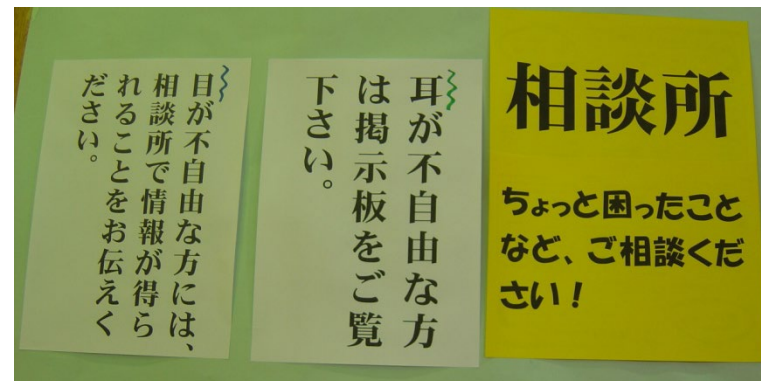 相談所
ちょっと困ったこと
など、ご相談くだ
さい！
耳が不自由な方
は掲示板をご覧
下さい。
目が不自由な方には、
相談所で情報が得ら
れることをお伝えく
ださい。